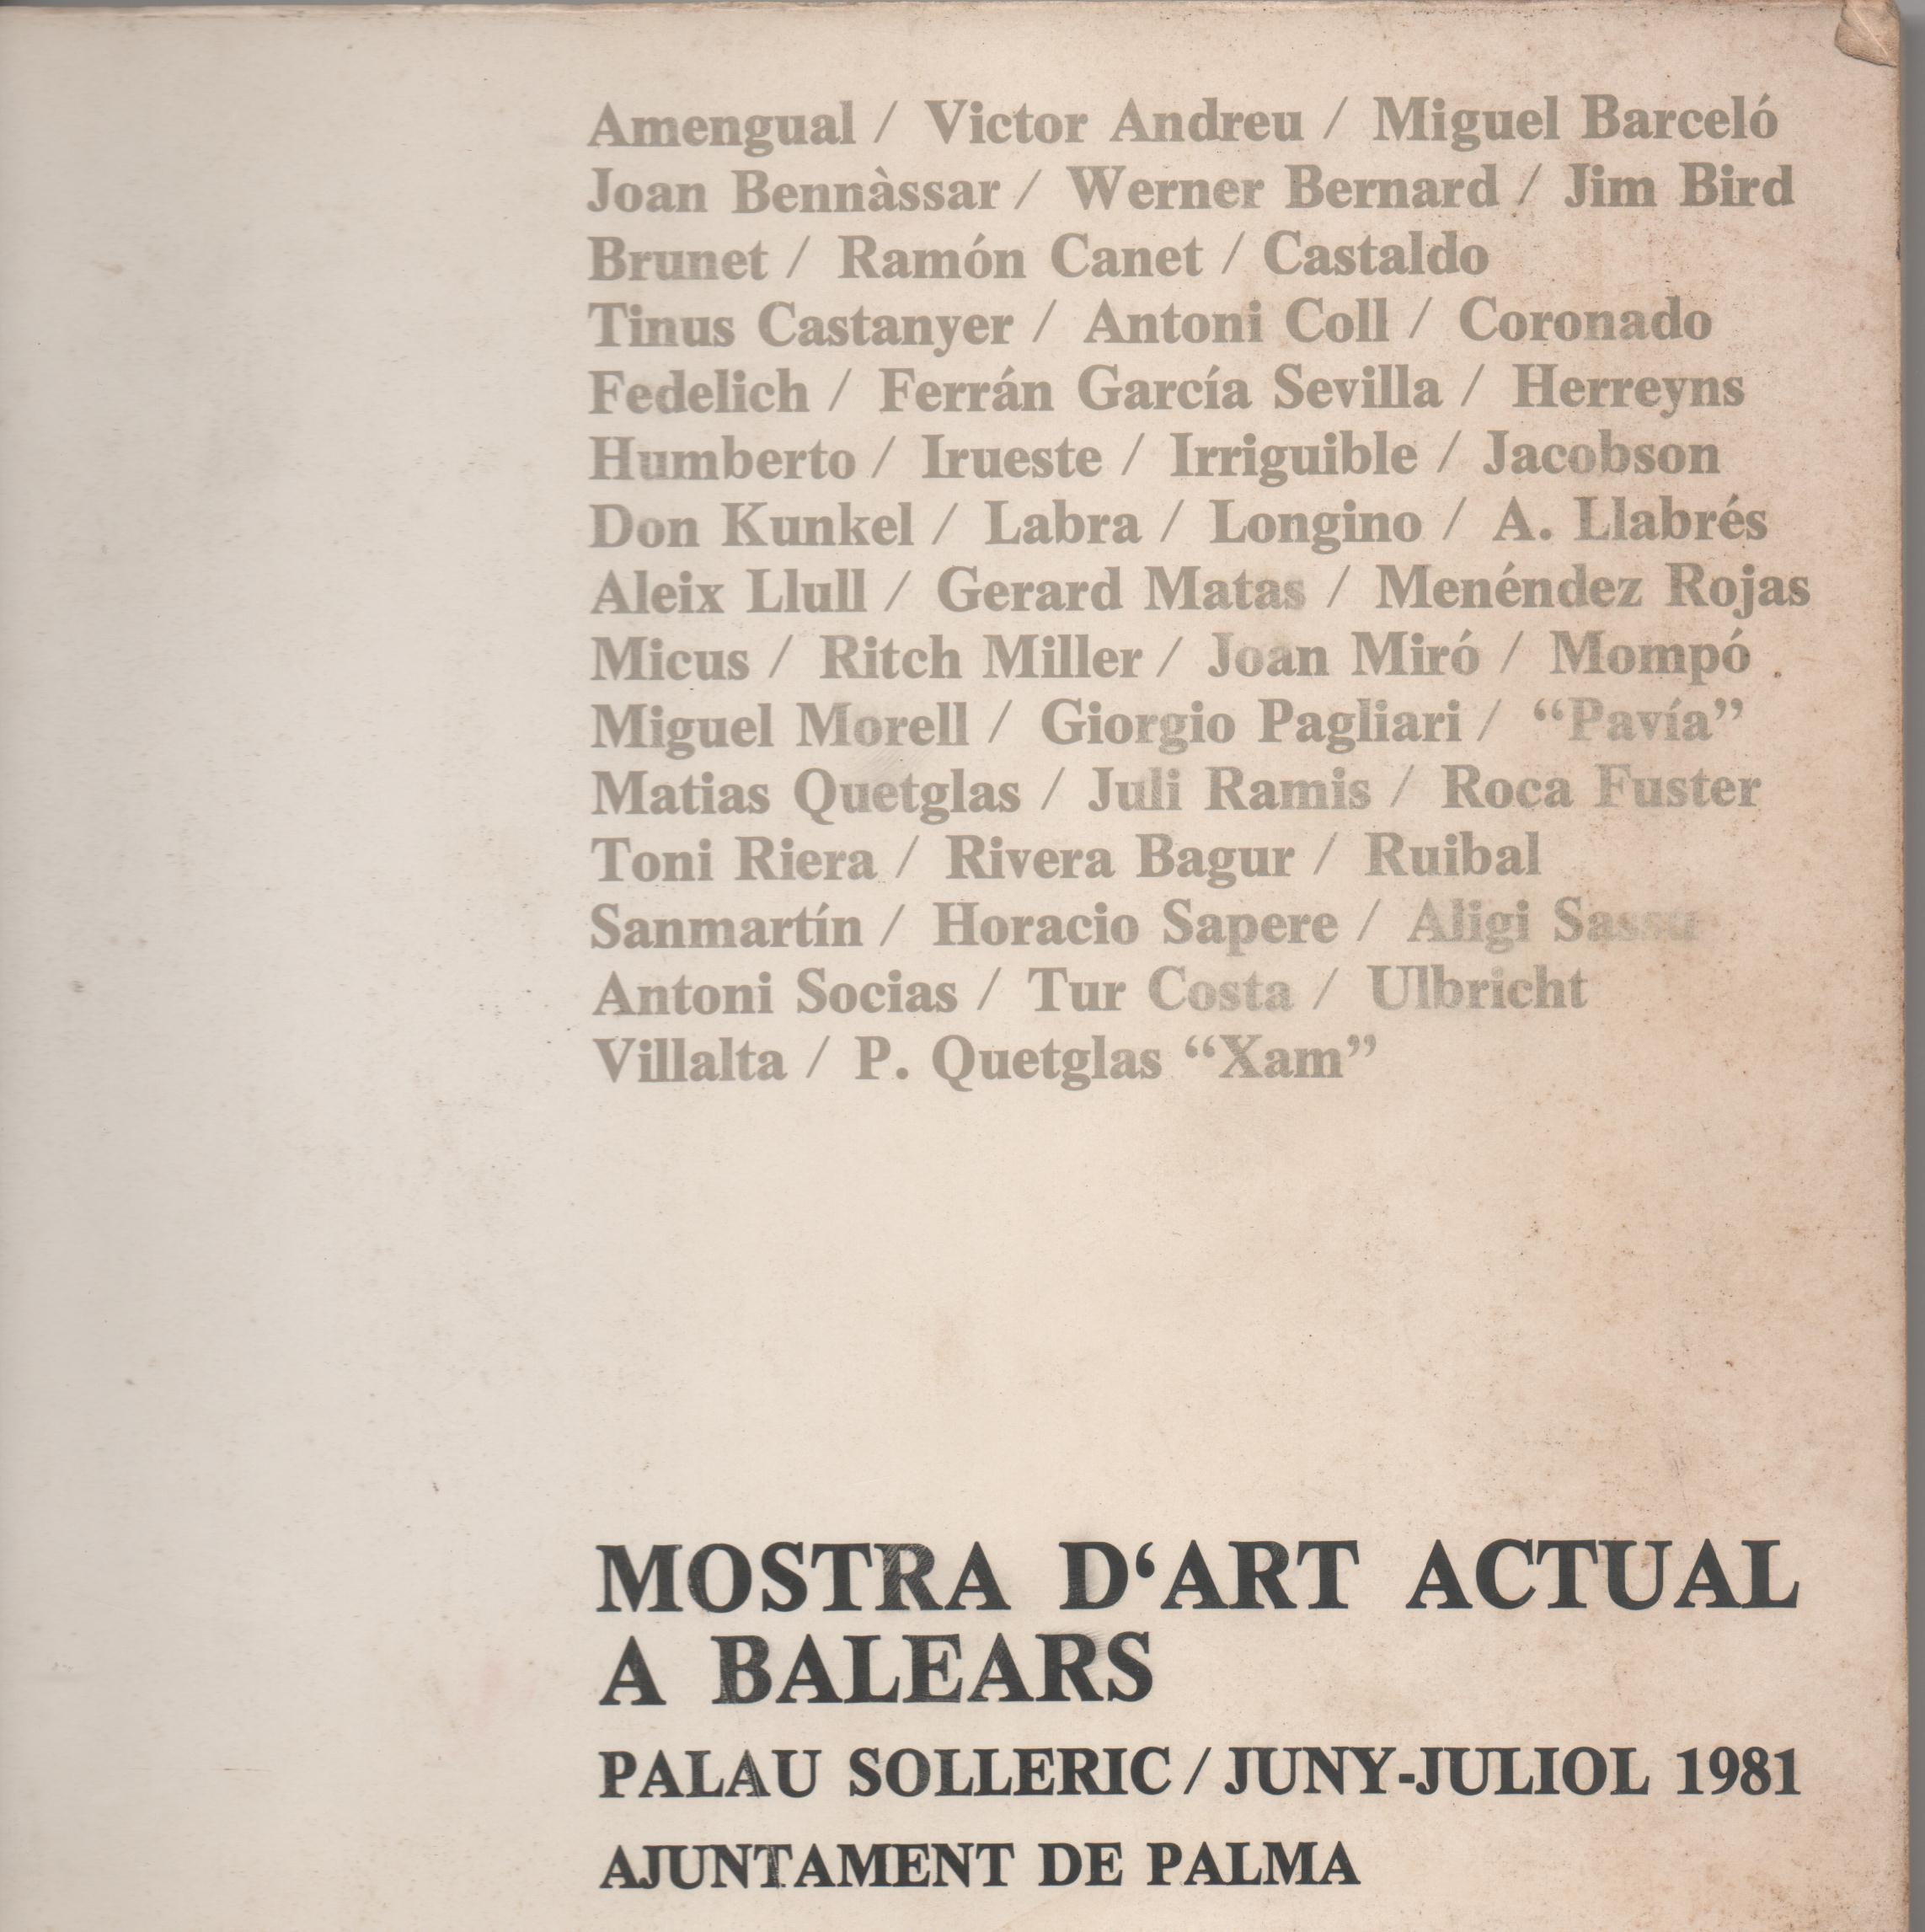 Amengual / Victor Andreu / Miguel Barceló
Joan Bennàssar / Werner Bernard / Jim Bird
Brunet / Ramón Canet / Castaldo
Tinus Castanyer / Antoni Coll / Coronado
Fedelich / Ferrán García Sevilla / Herreyns
Humberto / Irueste / Irriguible / Jacobson
Don Kunkel / Labra / Longino / A. Llabrés
Aleix Llull / Gerard Matas / Menéndez Rojas
Micus / Ritch Miller / Joan Miró / Mompó
Miguel Morell / Giorgio Pagliari / “Pavía”
Matias Quetglas / Juli Ramis / Roca Fuster
Toni Riera / Rivera Bagur / Ruibal
Sanmartín / Horacio Sapere / Aligi Sassu
Antoni Socias / Tur Costa / Ulbricht
Villalta / P. Quetglas “Xam”
MOSTRA D‘ART ACTUAL
A BALEARS
PALAU SOLLERIC / JUNY-JULIOL 1981
AJUNTAMENT DE PALMA